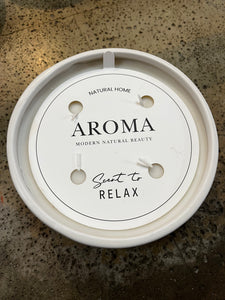 NATURAL HOME
AROMA
MODERN NATURAL BEAUTY
Scent to
RELAX